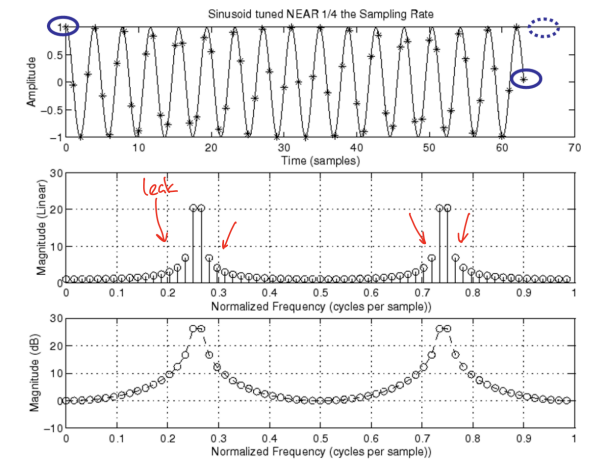 Sinusoid tuned NEAR 1/4 the Sampling Rate
Amplitude
1
0.5
0
−0.5
−1
0 10 20 30 40 50 60 70
Time (samples)
leak
Magnitude (Linear)
30
20
10
0
0 0.1 0.2 0.3 0.4 0.5 0.6 0.7 0.8 0.9 1
Normalized Frequency (cycles per sample))
Magnitude (dB)
30
20
10
0
−10
0 0.1 0.2 0.3 0.4 0.5 0.6 0.7 0.8 0.9 1
Normalized Frequency (cycles per sample))